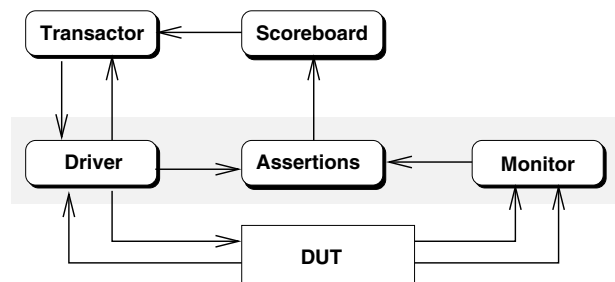 Transactor
Scoreboard
Driver
Assertions
Monitor
DUT